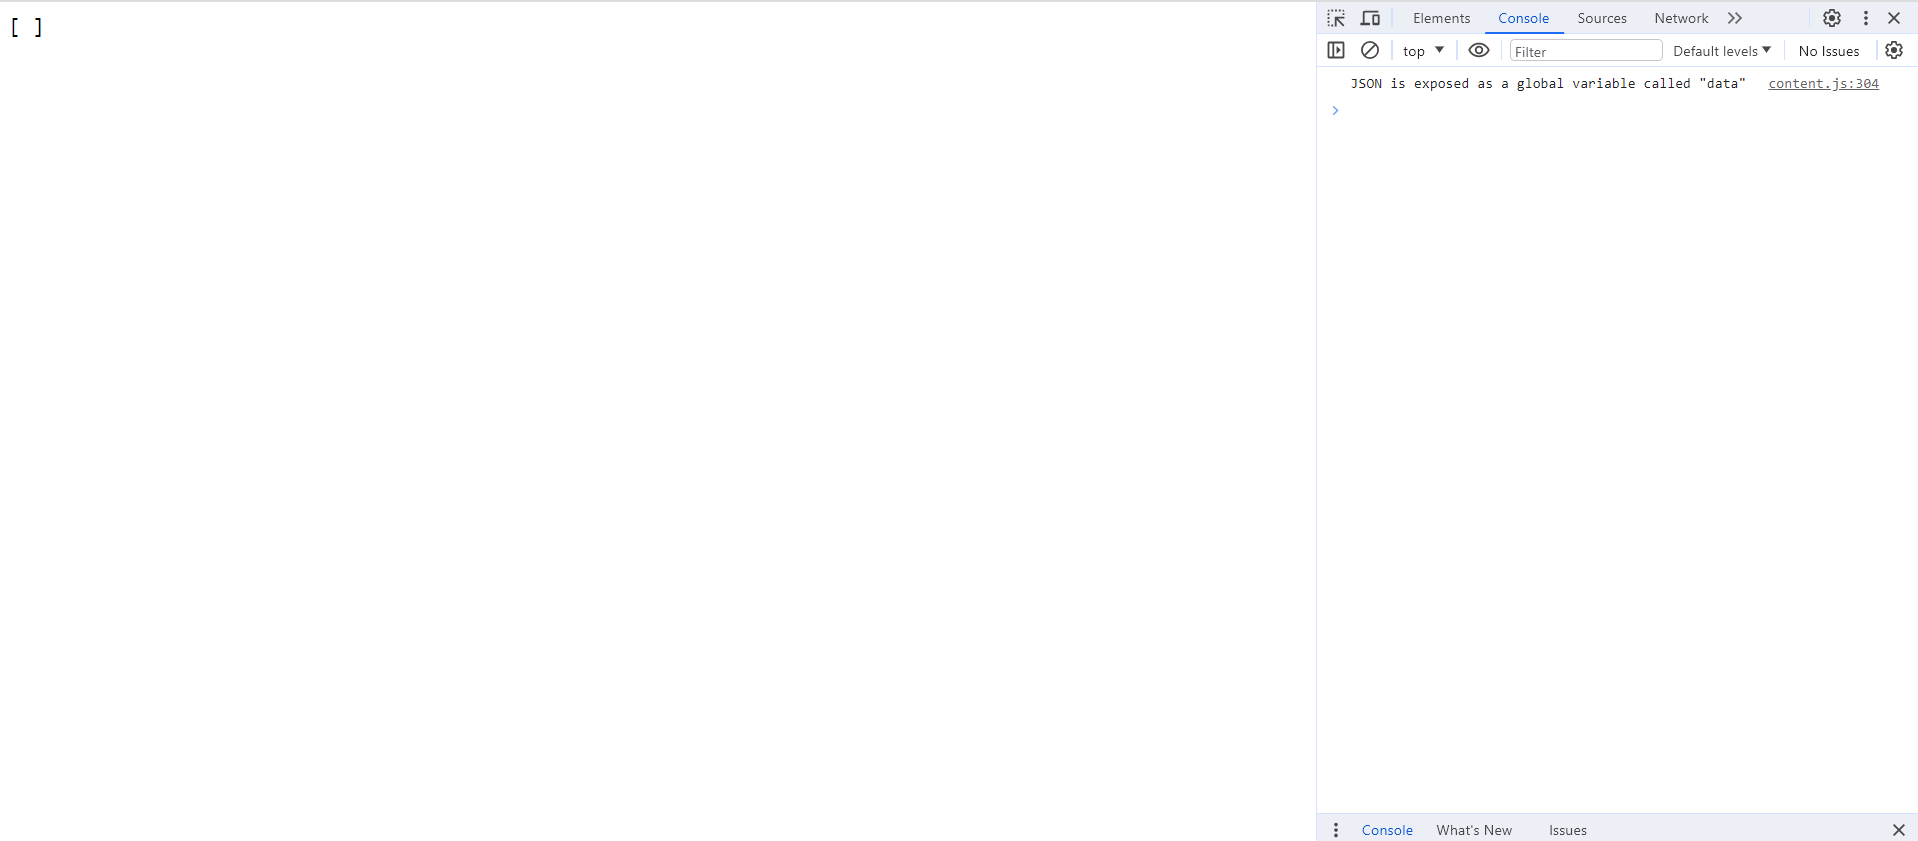 [ ]
Elements Console Sources Network
top Filter Default levels No Issues
JSON is exposed as a global variable called "data" content.js:304
Console What's New Issues